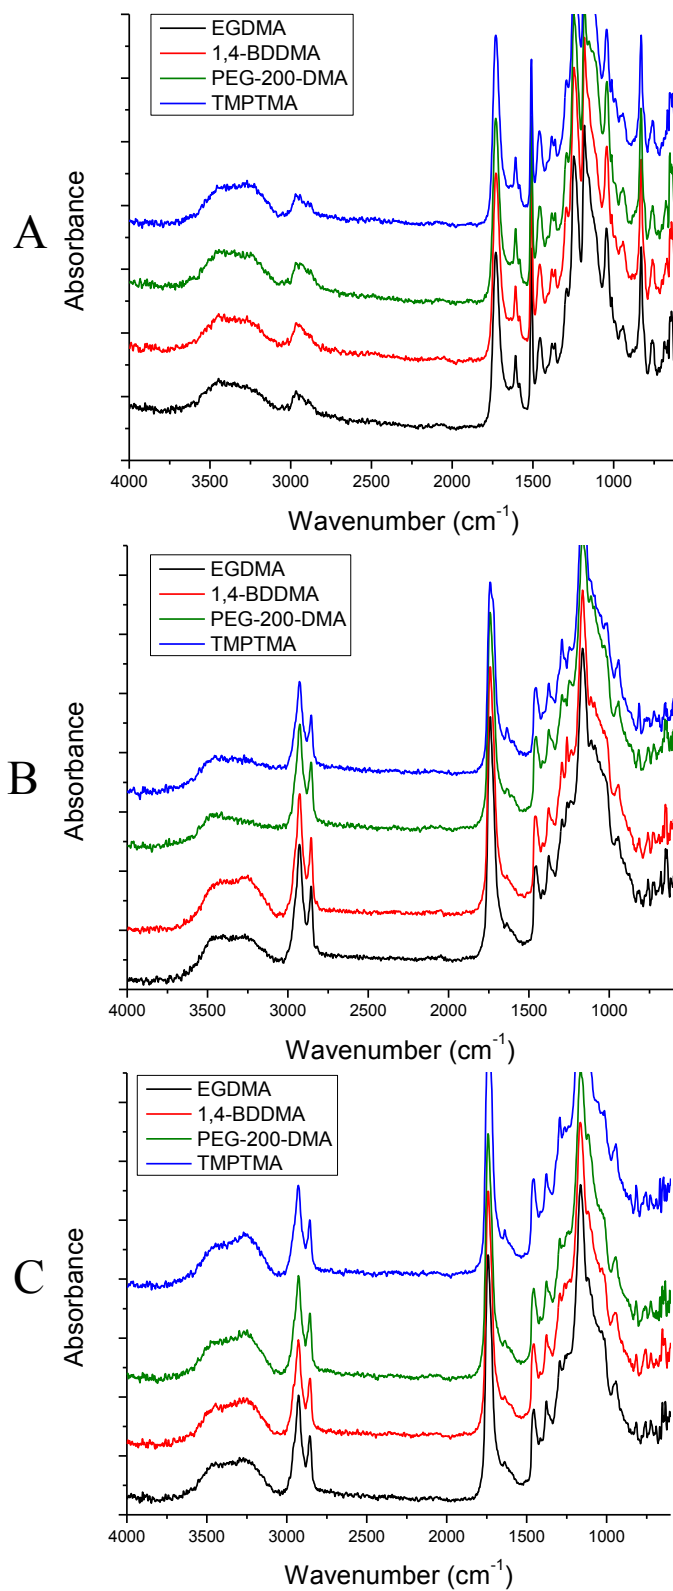 EGDMA
1,4-BDDMA
PEG-200-DMA
TMPTMA
A
Absorbance
4000 3500 3000 2500 2000 1500 1000
Wavenumber (cm⁻¹)
EGDMA
1,4-BDDMA
PEG-200-DMA
TMPTMA
B
Absorbance
4000 3500 3000 2500 2000 1500 1000
Wavenumber (cm⁻¹)
EGDMA
1,4-BDDMA
PEG-200-DMA
TMPTMA
C
Absorbance
4000 3500 3000 2500 2000 1500 1000
Wavenumber (cm⁻¹)